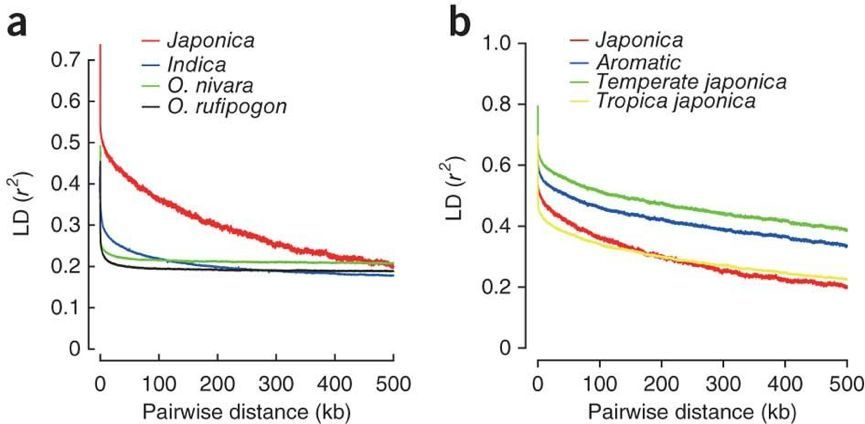 a
Japonica
Indica
O. nivara
O. rufipogon
LD (r²)
0.7
0.6
0.5
0.4
0.3
0.2
0.1
0
0 100 200 300 400 500
Pairwise distance (kb)
b
Japonica
Aromatic
Temperate japonica
Tropica japonica
LD (r²)
1.0
0.8
0.6
0.4
0.2
0
0 100 200 300 400 500
Pairwise distance (kb)